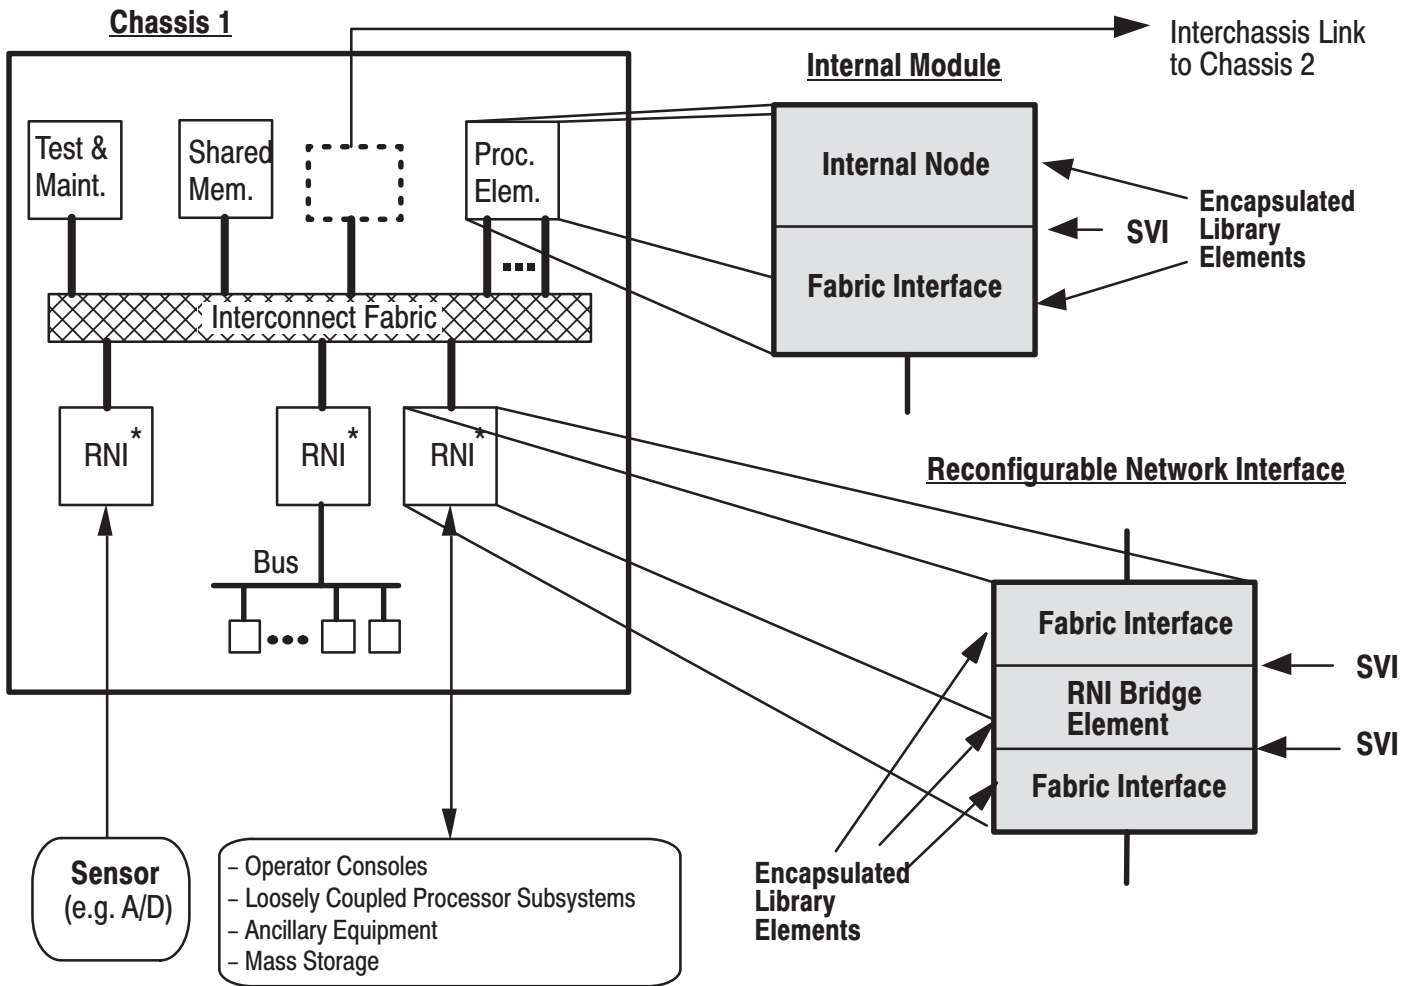 Chassis 1
Interchassis Link
to Chassis 2
Internal Module
Test &
Maint.
Shared
Mem.
Proc.
Elem.
Internal Node
Fabric Interface
SVI
Encapsulated
Library
Elements
Interconnect Fabric
RNI*
RNI*
RNI*
Bus
Reconfigurable Network Interface
Fabric Interface
RNI Bridge
Element
Fabric Interface
SVI
SVI
Encapsulated
Library
Elements
Sensor
(e.g. A/D)
– Operator Consoles
– Loosely Coupled Processor Subsystems
– Ancillary Equipment
– Mass Storage